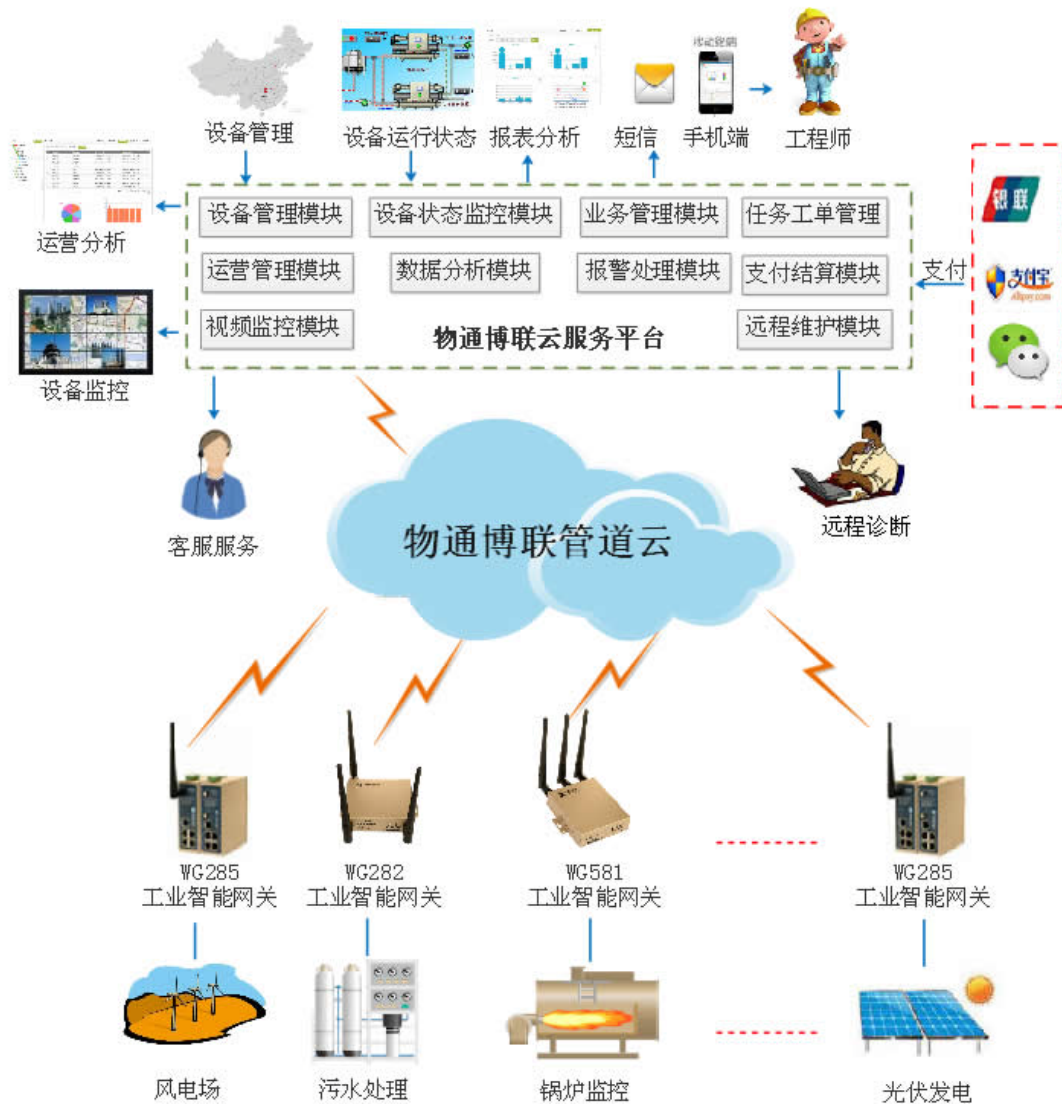 移动终端
设备管理
设备运行状态
报表分析
短信
手机端
工程师
设备管理模块
设备状态监控模块
业务管理模块
任务工单管理
银联
运营分析
运营管理模块
数据分析模块
报警处理模块
支付结算模块
支付
支付宝
Alipay.com
视频监控模块
物通博联云服务平台
远程维护模块
设备监控
客服服务
物通博联管道云
远程诊断
WG285
工业智能网关
WG282
工业智能网关
WG581
工业智能网关
WG285
工业智能网关
风电场
污水处理
锅炉监控
光伏发电